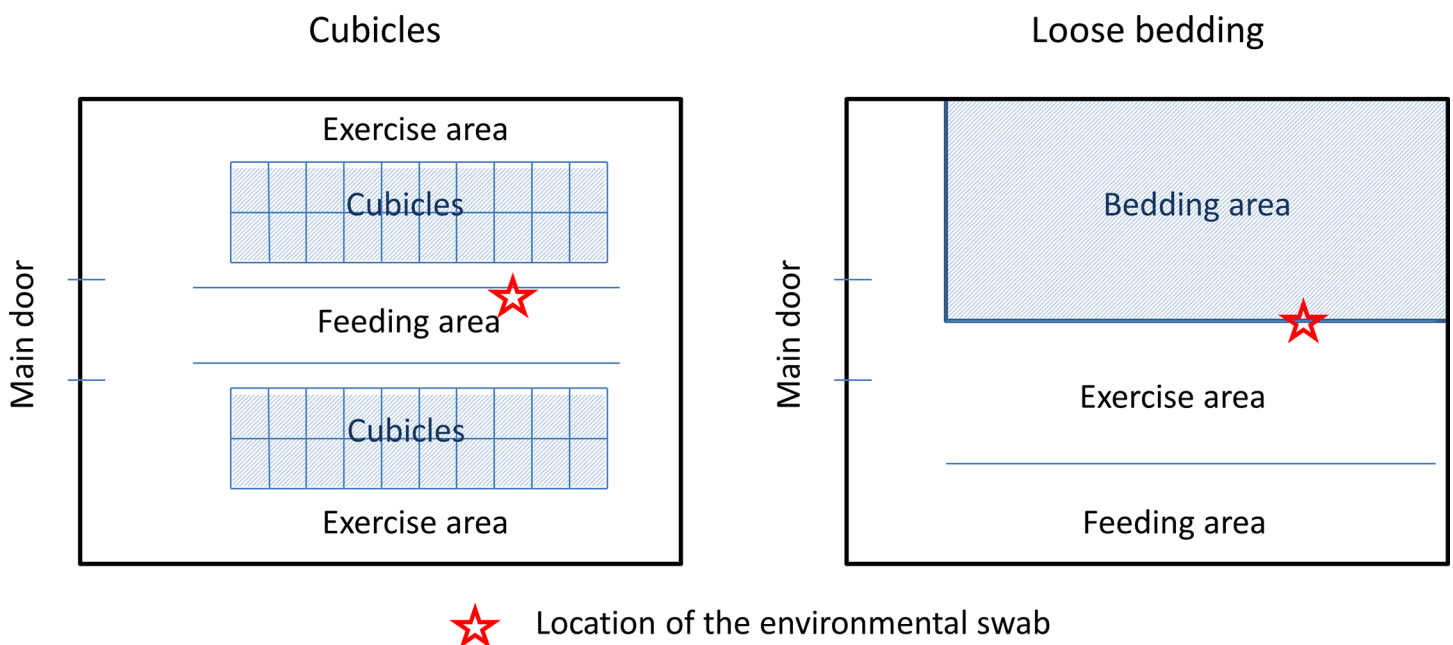 Cubicles
Exercise area
Cubicles
Main door
Feeding area
Cubicles
Exercise area
Loose bedding
Bedding area
Main door
Exercise area
Feeding area
Location of the environmental swab